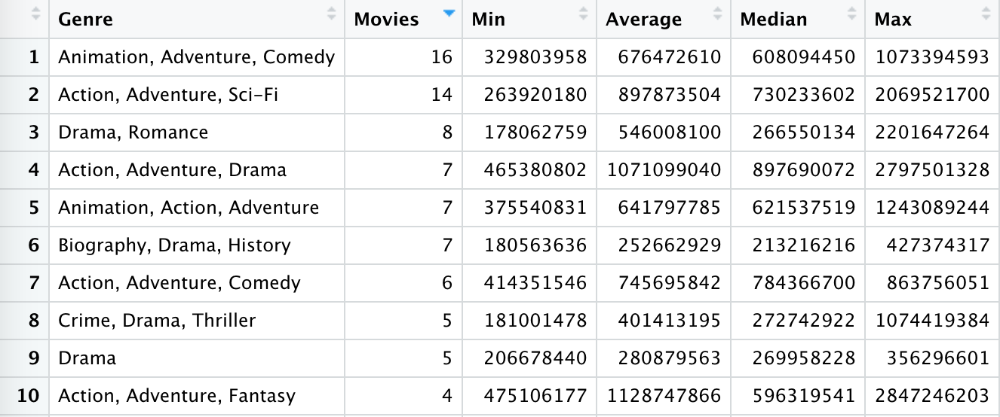 Genre Movies Min Average Median Max
1 Animation, Adventure, Comedy 16 329803958 676472610 608094450 1073394593
2 Action, Adventure, Sci-Fi 14 263920180 897873504 730233602 2069521700
3 Drama, Romance 8 178062759 546008100 266550134 2201647264
4 Action, Adventure, Drama 7 465380802 1071099040 897690072 2797501328
5 Animation, Action, Adventure 7 375540831 641797785 621537519 1243089244
6 Biography, Drama, History 7 180563636 252662929 213216216 427374317
7 Action, Adventure, Comedy 6 414351546 745695842 784366700 863756051
8 Crime, Drama, Thriller 5 181001478 401413195 272742922 1074419384
9 Drama 5 206678440 280879563 269958228 356296601
10 Action, Adventure, Fantasy 4 475106177 1128747866 596319541 2847246203